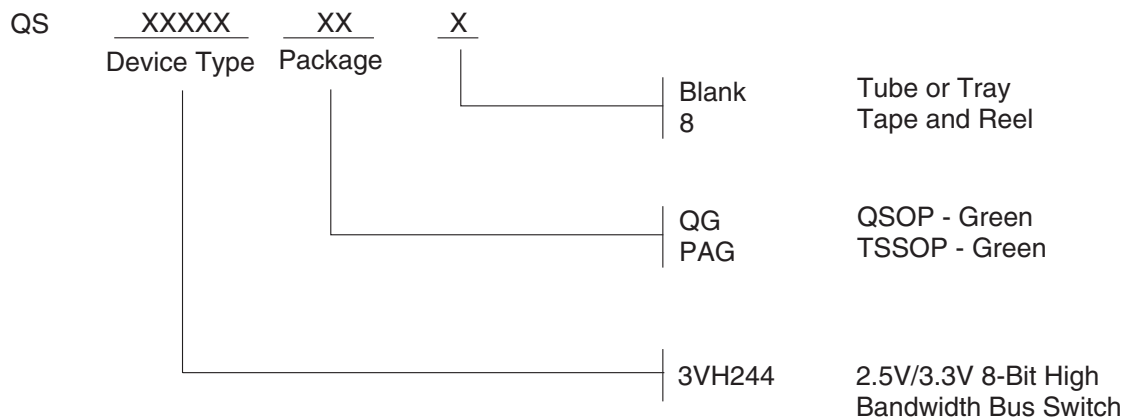 QS XXXXX XX X
Device Type Package
Blank Tube or Tray
8 Tape and Reel
QG QSOP - Green
PAG TSSOP - Green
3VH244 2.5V/3.3V 8-Bit High
Bandwidth Bus Switch